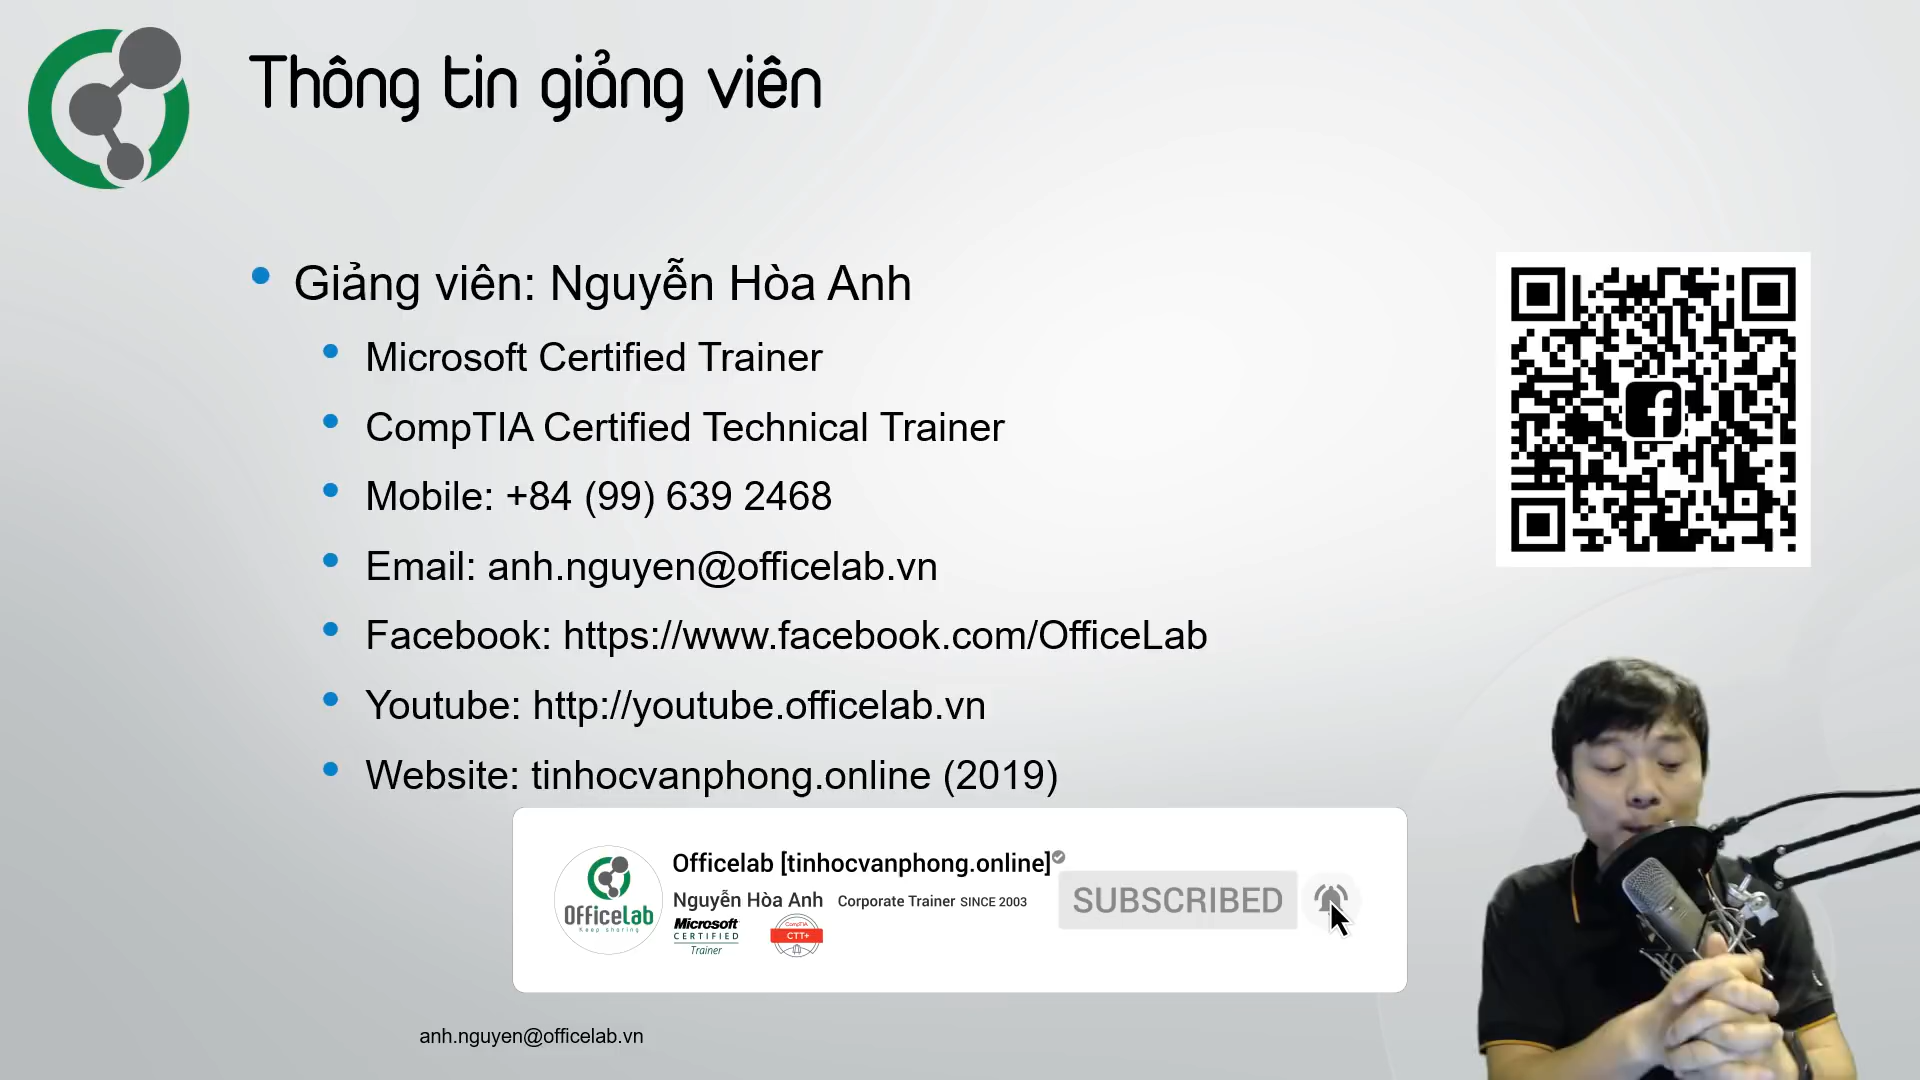 Thông tin giảng viên
Giảng viên: Nguyễn Hòa Anh
Microsoft Certified Trainer
CompTIA Certified Technical Trainer
Mobile: +84 (99) 639 2468
Email: anh.nguyen@officelab.vn
Facebook: https://www.facebook.com/OfficeLab
Youtube: http://youtube.officelab.vn
Website: tinhocvanphong.online (2019)
Officelab [tinhocvanphong.online]
Nguyễn Hòa Anh Corporate Trainer SINCE 2003
SUBSCRIBED
OfficeLab
Keep sharing
Microsoft
CERTIFIED
Trainer
CompTIA
CTT+
anh.nguyen@officelab.vn